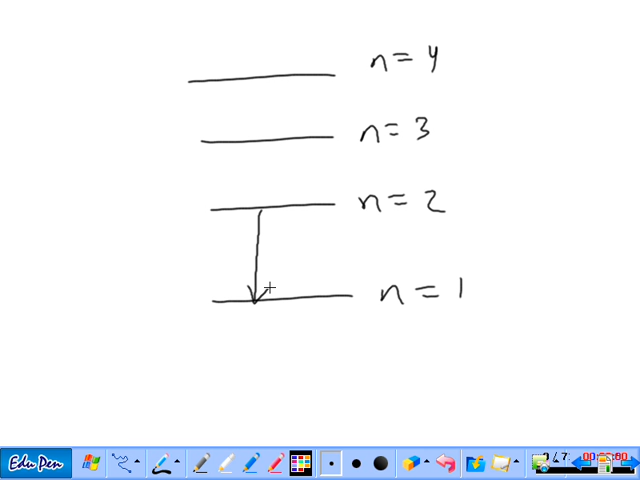 n = 4
n = 3
n = 2
n = 1
Edu Pen